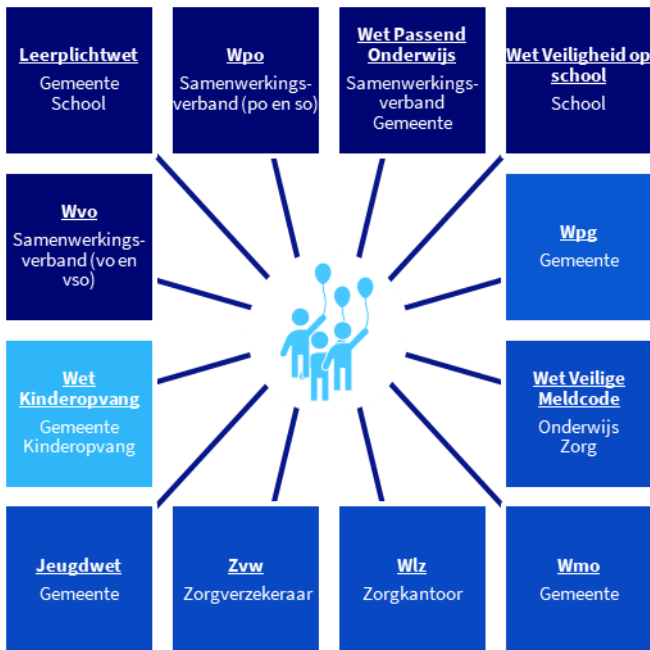 Leerplichtwet
Gemeente
School
Wpo
Samenwerkings-
verband (po en so)
Wet Passend
Onderwijs
Samenwerkings-
verband
Gemeente
Wet Veiligheid op
school
School
Wvo
Samenwerkings-
verband (vo en
vso)
Wpg
Gemeente
Wet
Kinderopvang
Gemeente
Kinderopvang
Wet Veilige
Meldcode
Onderwijs
Zorg
Jeugdwet
Gemeente
Zvw
Zorgverzekeraar
Wlz
Zorgkantoor
Wmo
Gemeente